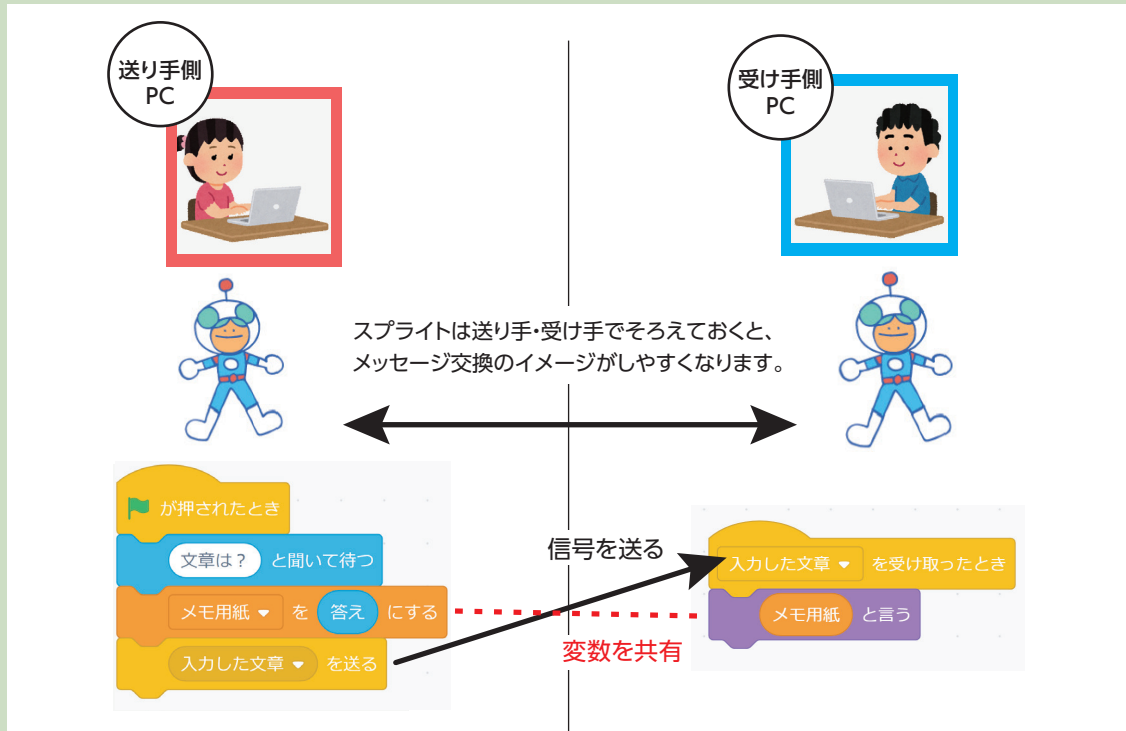 送り手側
PC
受け手側
PC
スプライトは送り手・受け手でそろえておくと、
メッセージ交換のイメージがしやすくなります。
が押されたとき
文章は？ と聞いて待つ
メモ用紙 を 答え にする
入力した文章 を送る
信号を送る
変数を共有
入力した文章 を受け取ったとき
メモ用紙 と言う